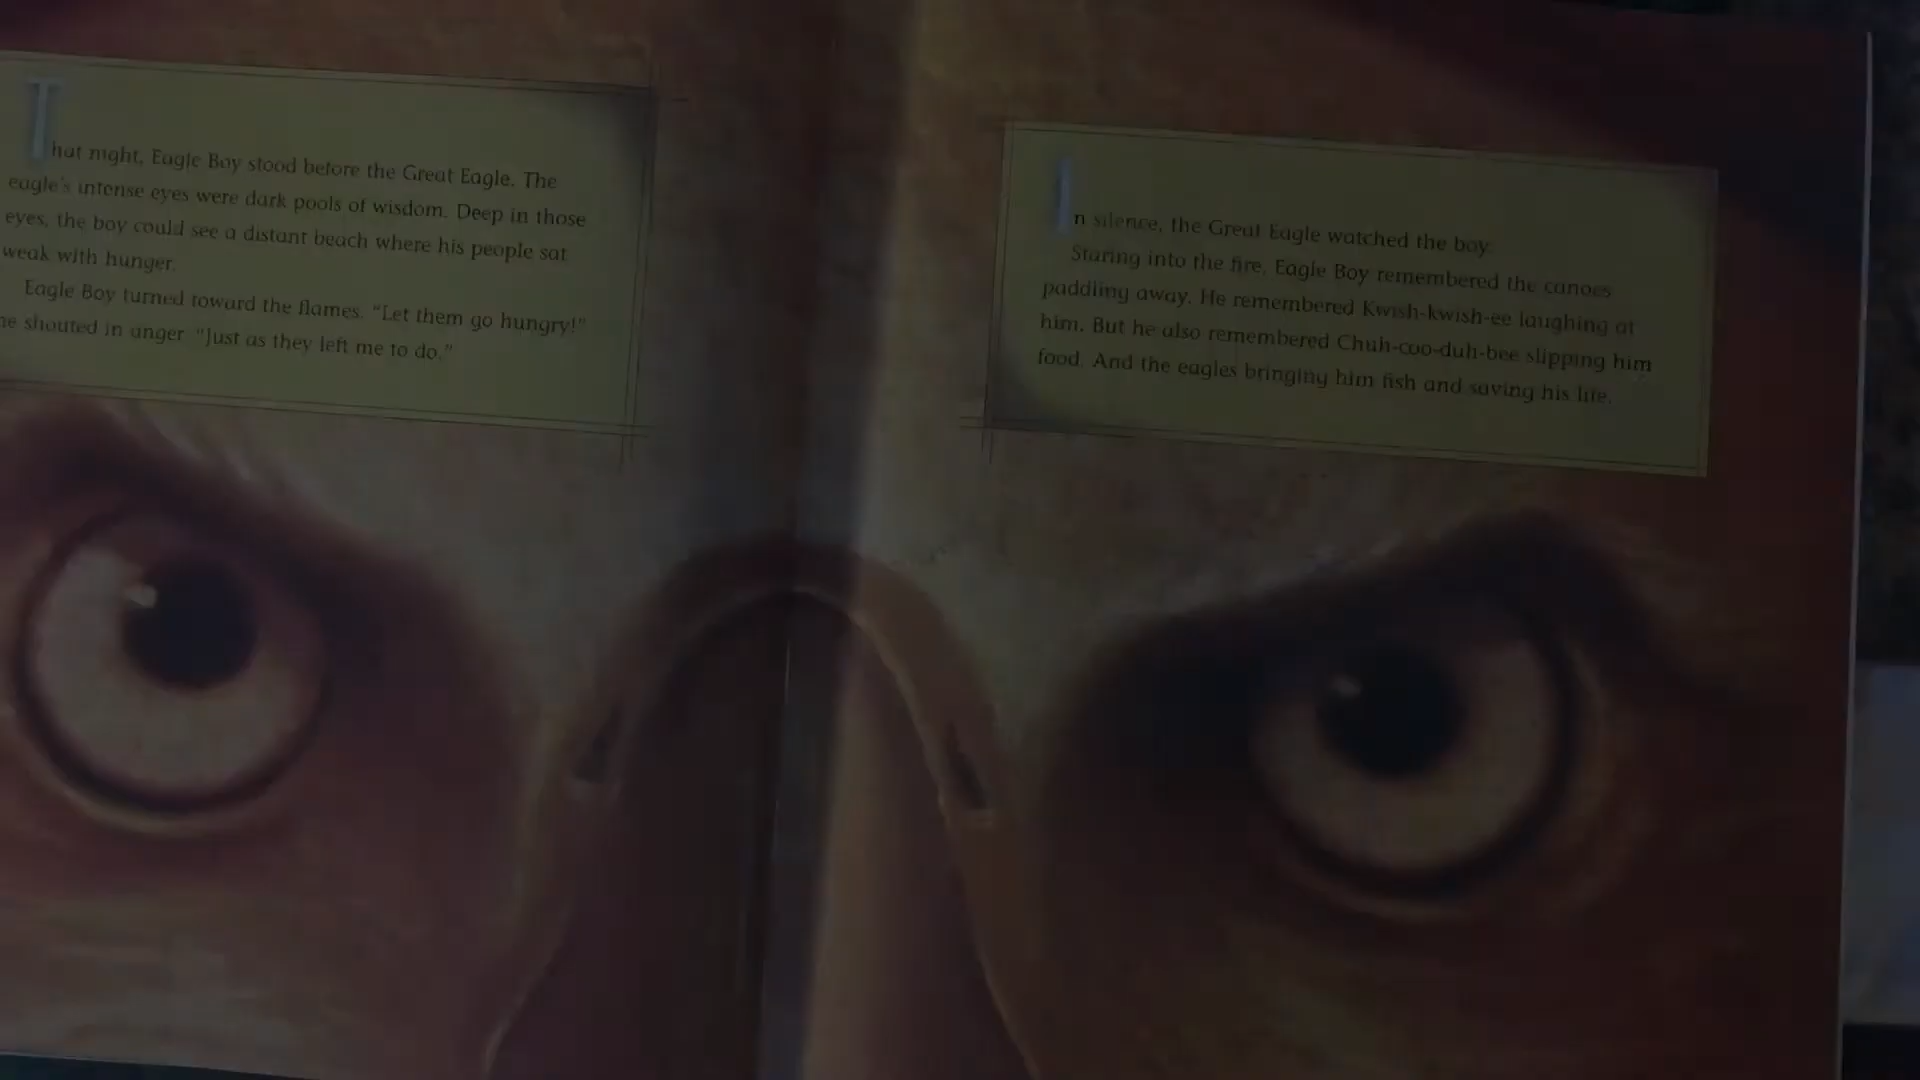 That night, Eagle Boy stood before the Great Eagle. The
eagle's intense eyes were dark pools of wisdom. Deep in those
eyes, the boy could see a distant beach where his people sat
weak with hunger.
Eagle Boy turned toward the flames. “Let them go hungry!”
he shouted in anger. “Just as they left me to do.”
In silence, the Great Eagle watched the boy.
Staring into the fire, Eagle Boy remembered the canoes
paddling away. He remembered Kwish-kwish-ee laughing at
him. But he also remembered Chuh-coo-duh-bee slipping him
food. And the eagles bringing him fish and saving his life.